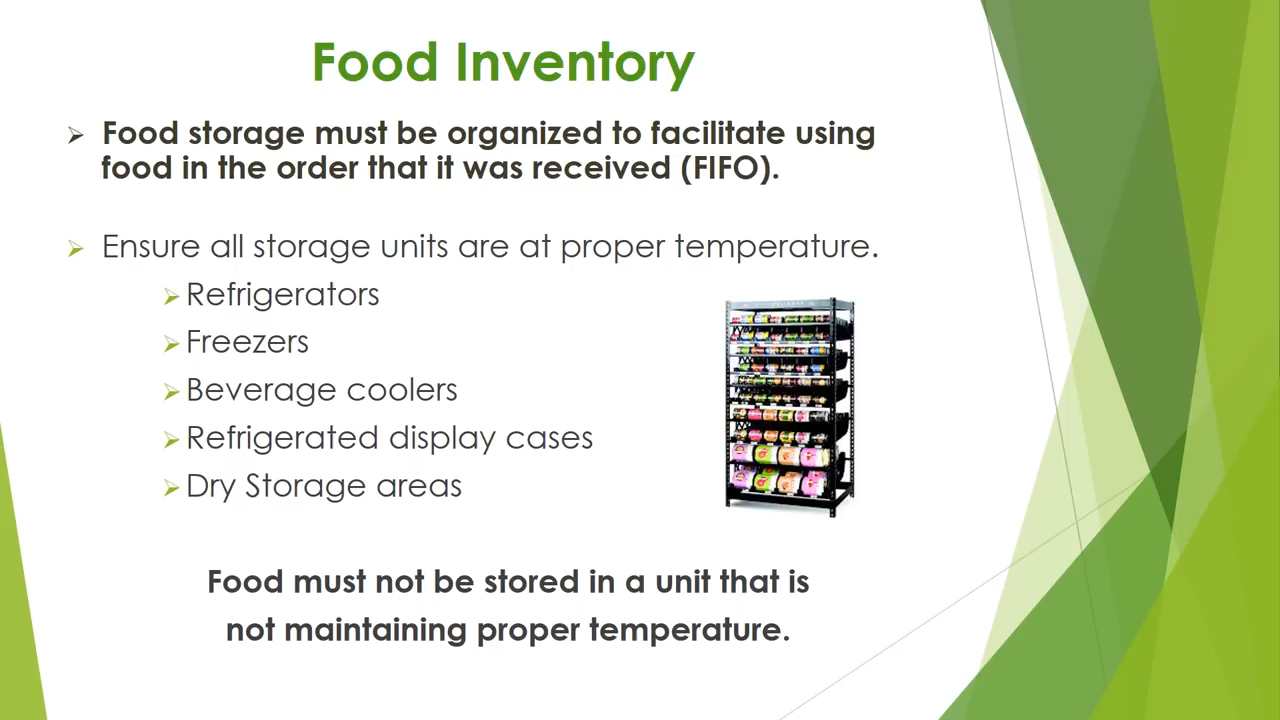 Food Inventory
Food storage must be organized to facilitate using
food in the order that it was received (FIFO).
Ensure all storage units are at proper temperature.
Refrigerators
Freezers
Beverage coolers
Refrigerated display cases
Dry Storage areas
Food must not be stored in a unit that is
not maintaining proper temperature.